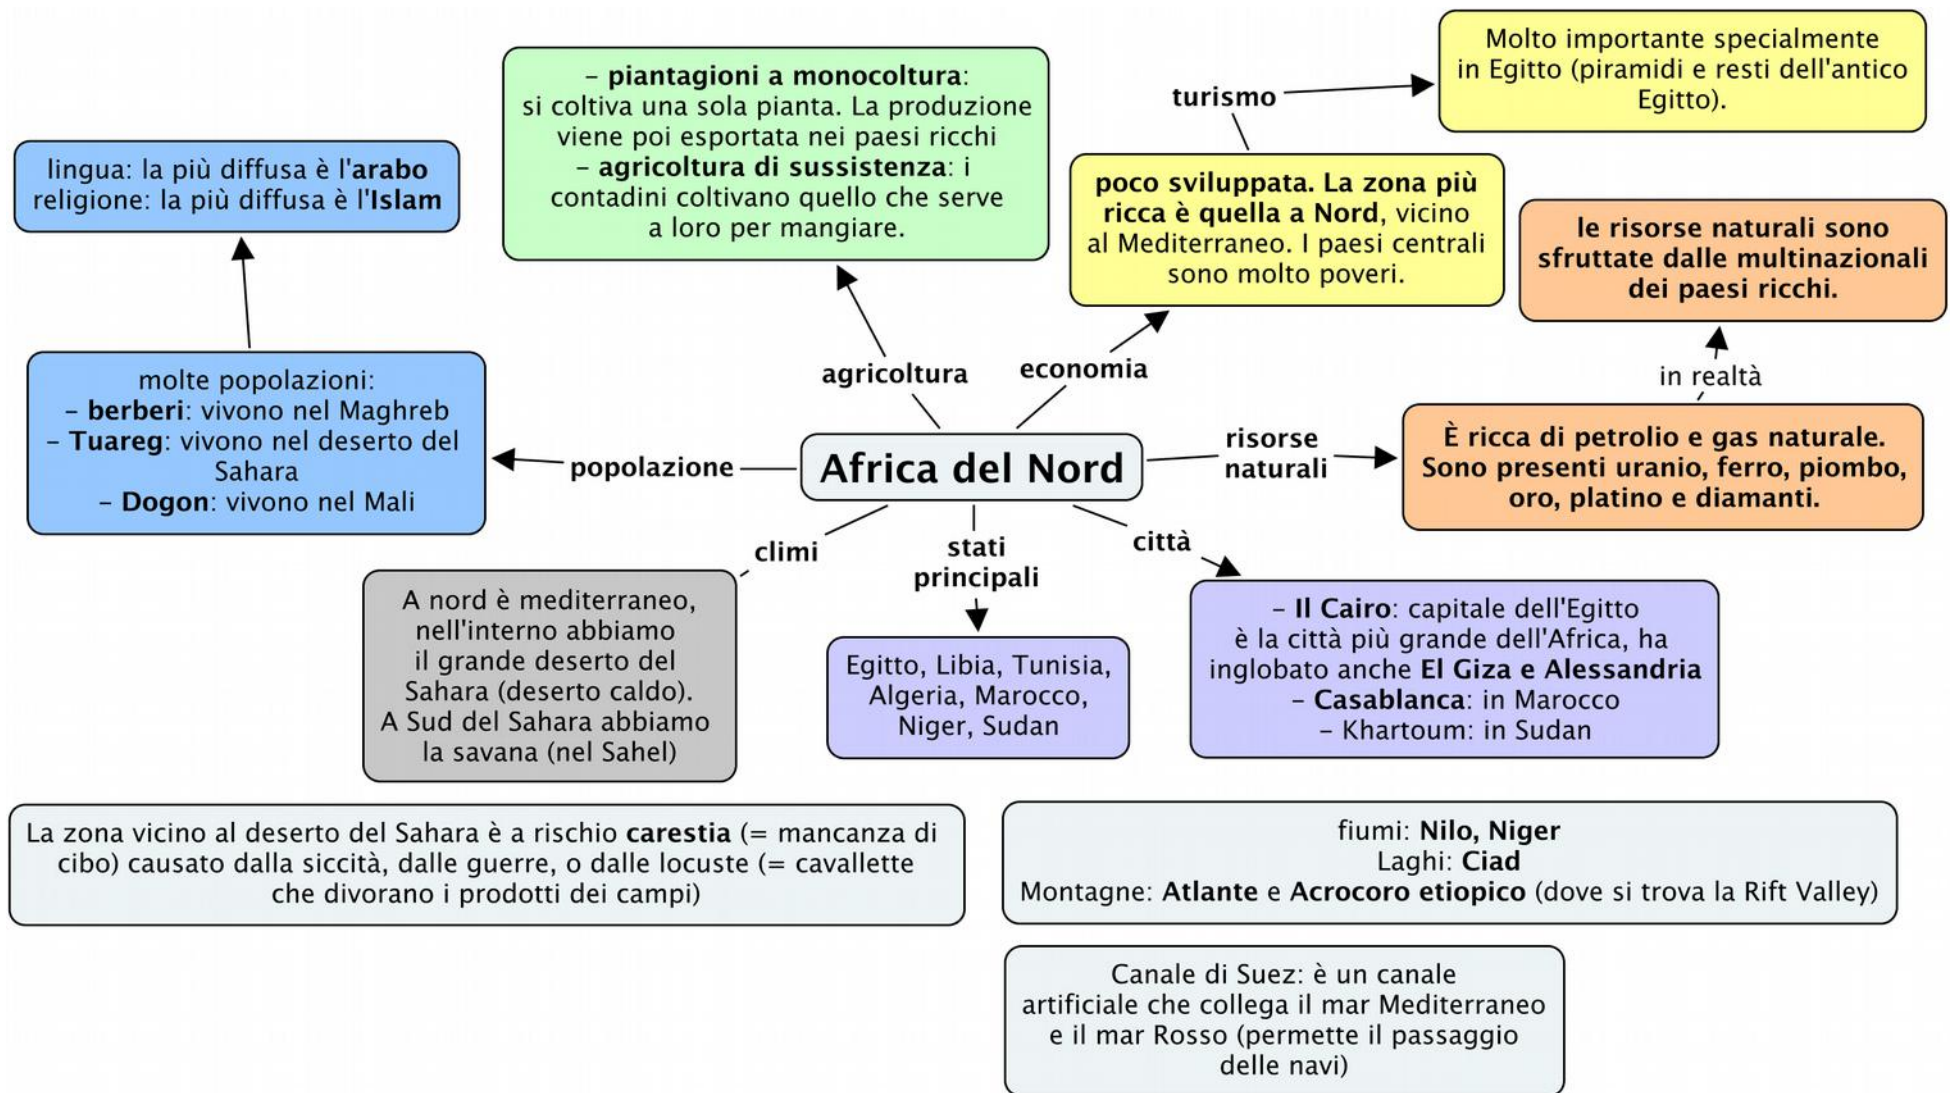 Molto importante specialmente
in Egitto (piramidi e resti dell'antico
Egitto).
turismo
– piantagioni a monocoltura:
si coltiva una sola pianta. La produzione
viene poi esportata nei paesi ricchi
– agricoltura di sussistenza: i
contadini coltivano quello che serve
a loro per mangiare.
lingua: la più diffusa è l'arabo
religione: la più diffusa è l'Islam
poco sviluppata. La zona più
ricca è quella a Nord, vicino
al Mediterraneo. I paesi centrali
sono molto poveri.
le risorse naturali sono
sfruttate dalle multinazionali
dei paesi ricchi.
agricoltura
economia
in realtà
molte popolazioni:
– berberi: vivono nel Maghreb
– Tuareg: vivono nel deserto del
Sahara
– Dogon: vivono nel Mali
popolazione
Africa del Nord
risorse
naturali
È ricca di petrolio e gas naturale.
Sono presenti uranio, ferro, piombo,
oro, platino e diamanti.
climi
stati
principali
città
A nord è mediterraneo,
nell'interno abbiamo
il grande deserto del
Sahara (deserto caldo).
A Sud del Sahara abbiamo
la savana (nel Sahel)
Egitto, Libia, Tunisia,
Algeria, Marocco,
Niger, Sudan
– Il Cairo: capitale dell'Egitto
è la città più grande dell'Africa, ha
inglobato anche El Giza e Alessandria
– Casablanca: in Marocco
– Khartoum: in Sudan
La zona vicino al deserto del Sahara è a rischio carestia (= mancanza di
cibo) causato dalla siccità, dalle guerre, o dalle locuste (= cavallette
che divorano i prodotti dei campi)
fiumi: Nilo, Niger
Laghi: Ciad
Montagne: Atlante e Acrocoro etiopico (dove si trova la Rift Valley)
Canale di Suez: è un canale
artificiale che collega il mar Mediterraneo
e il mar Rosso (permette il passaggio
delle navi)